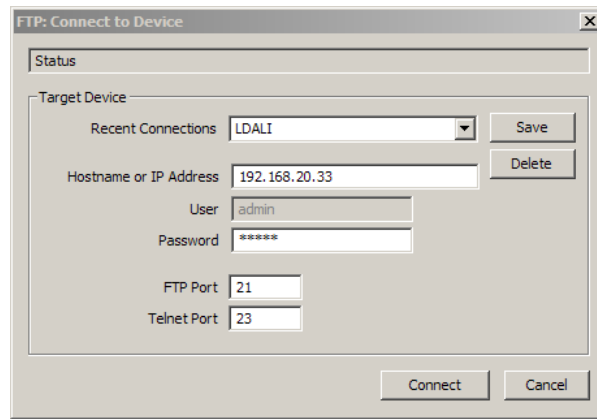 FTP: Connect to Device
Status
Target Device
Recent Connections LDALI Save
Delete
Hostname or IP Address 192.168.20.33
User admin
Password *****
FTP Port 21
Telnet Port 23
Connect Cancel